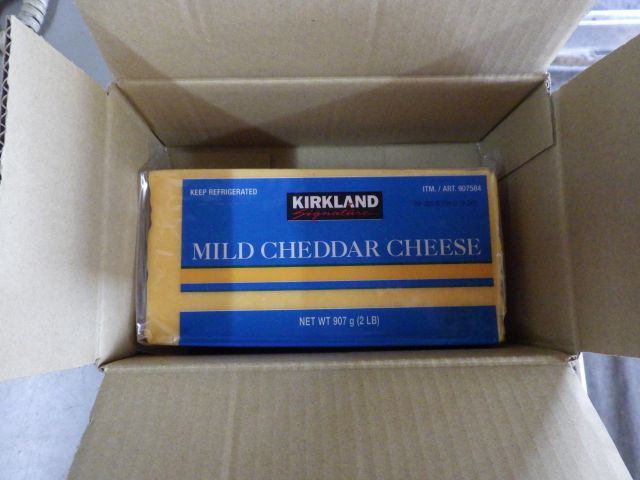 KEEP REFRIGERATED
ITM. / ART. 907584
KIRKLAND
Signature
MILD CHEDDAR CHEESE
NET WT 907 g (2 LB)